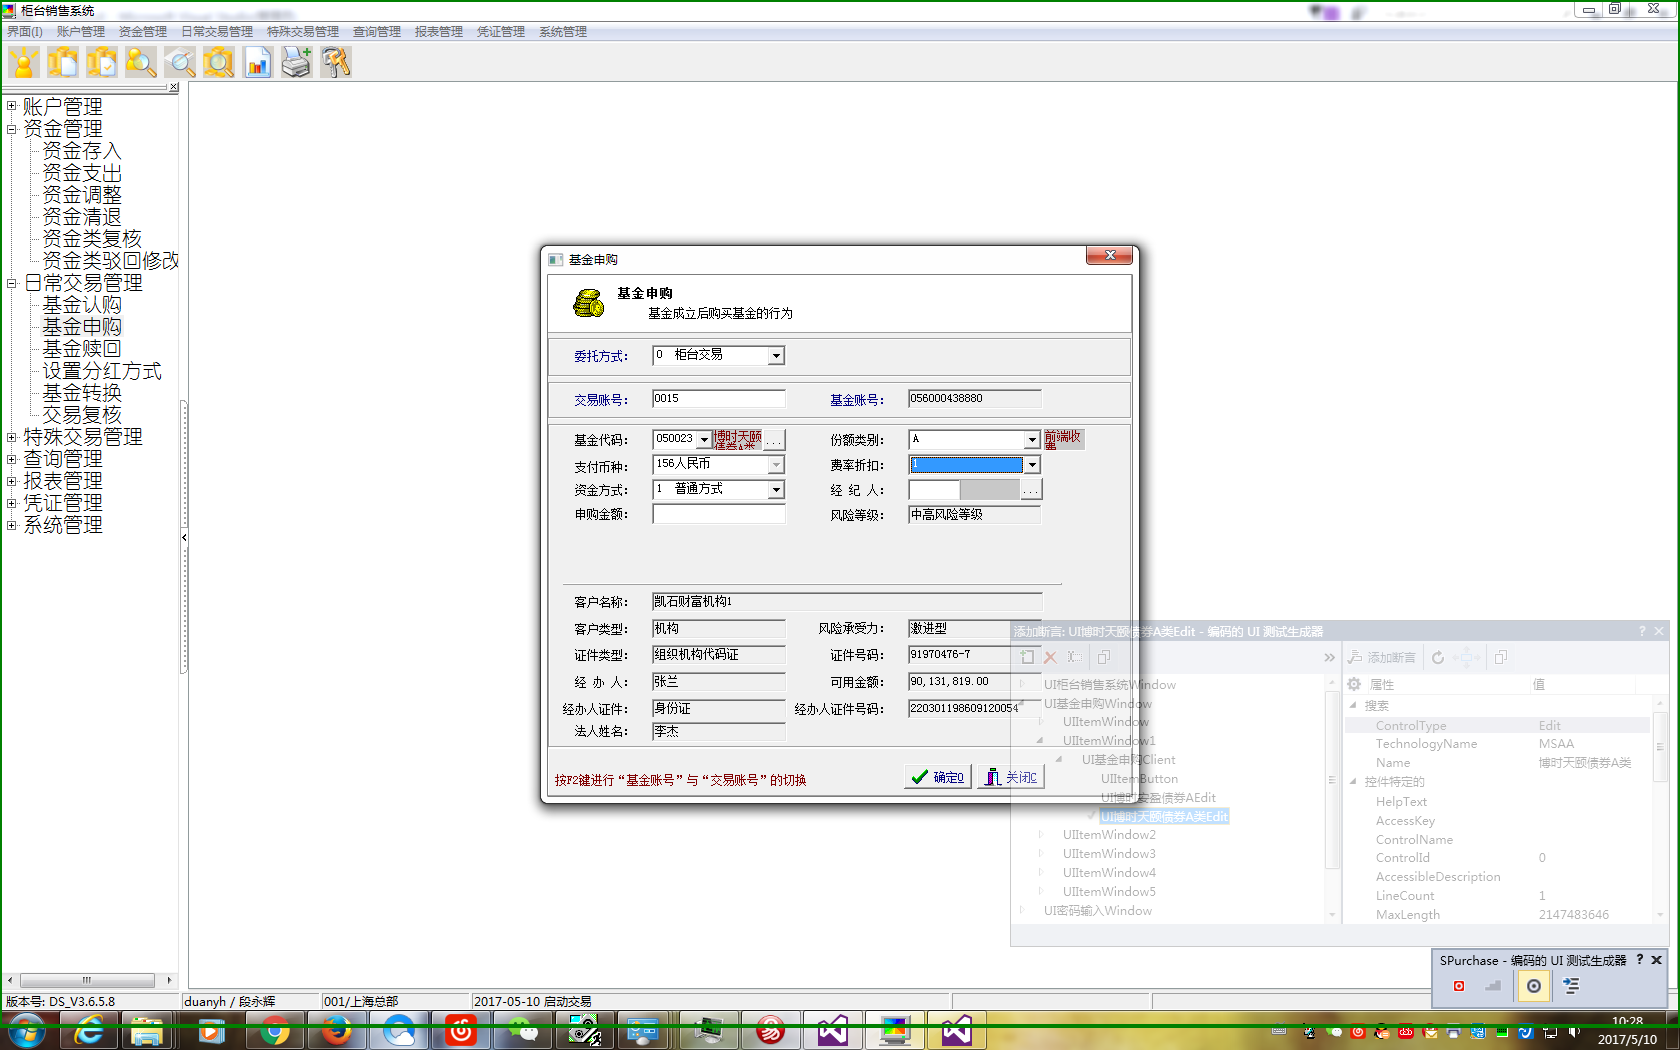 柜台销售系统
界面(I) 账户管理 资金管理 日常交易管理 特殊交易管理 查询管理 报表管理 凭证管理 系统管理
账户管理
资金管理
资金存入
资金支出
资金调整
资金清退
资金类复核
资金类驳回修改
日常交易管理
基金认购
基金申购
基金赎回
设置分红方式
基金转换
交易复核
特殊交易管理
查询管理
报表管理
凭证管理
系统管理
基金申购
基金申购
基金成立后购买基金的行为
委托方式: 0 柜台交易
交易账号: 0015 基金账号: 056000438880
基金代码: 050023 博时天颐债券A类 ... 份额类别: A 前端收费
支付币种: 156人民币 费率折扣: 1
资金方式: 1 普通方式 经 纪 人: ...
申购金额: 风险等级: 中高风险等级
客户名称: 凯石财富机构1
客户类型: 机构 风险承受力: 激进型
证件类型: 组织机构代码证 证件号码: 91970476-7
经 办 人: 张兰 可用金额: 90,131,819.00
经办人证件: 身份证 经办人证件号码: 220301198609120054
法人姓名: 李杰
按F2键进行“基金账号”与“交易账号”的切换 确定O 关闭C
添加断言: UI博时天颐债券A类Edit - 编码的 UI 测试生成器
添加断言
UI柜台销售系统Window
UI基金申购Window
UIItemWindow
UIItemWindow1
UI基金申购Client
UIItemButton
UI博时安盈债券AEdit
UI博时天颐债券A类Edit
UIItemWindow2
UIItemWindow3
UIItemWindow4
UIItemWindow5
UI密码输入Window
属性 值
搜索
ControlType Edit
TechnologyName MSAA
Name 博时天颐债券A类
控件特定的
HelpText
AccessKey
ControlName
ControlId 0
AccessibleDescription
LineCount 1
MaxLength 2147483646
SPurchase - 编码的 UI 测试生成器
版本号: DS_V3.6.5.8 duanyh / 段永辉 001/上海总部 2017-05-10 启动交易
10:28
2017/5/10